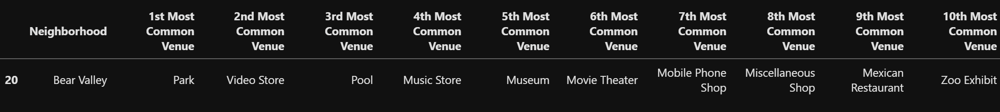 Neighborhood 1st Most Common Venue 2nd Most Common Venue 3rd Most Common Venue 4th Most Common Venue 5th Most Common Venue 6th Most Common Venue 7th Most Common Venue 8th Most Common Venue 9th Most Common Venue 10th Most Common Venue
20 Bear Valley Park Video Store Pool Music Store Museum Movie Theater Mobile Phone Shop Miscellaneous Shop Mexican Restaurant Zoo Exhibit